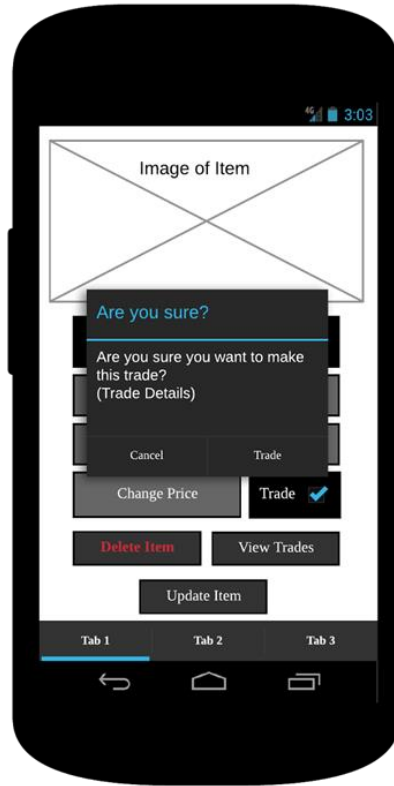 4G 3:03
Image of Item
Are you sure?
Are you sure you want to make
this trade?
(Trade Details)
Cancel Trade
Change Price Trade
Delete Item View Trades
Update Item
Tab 1 Tab 2 Tab 3